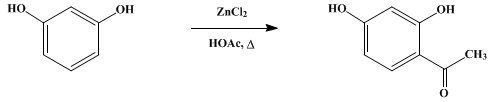 HO OH
ZnCl2
HOAc, Δ
HO OH
CH3
O